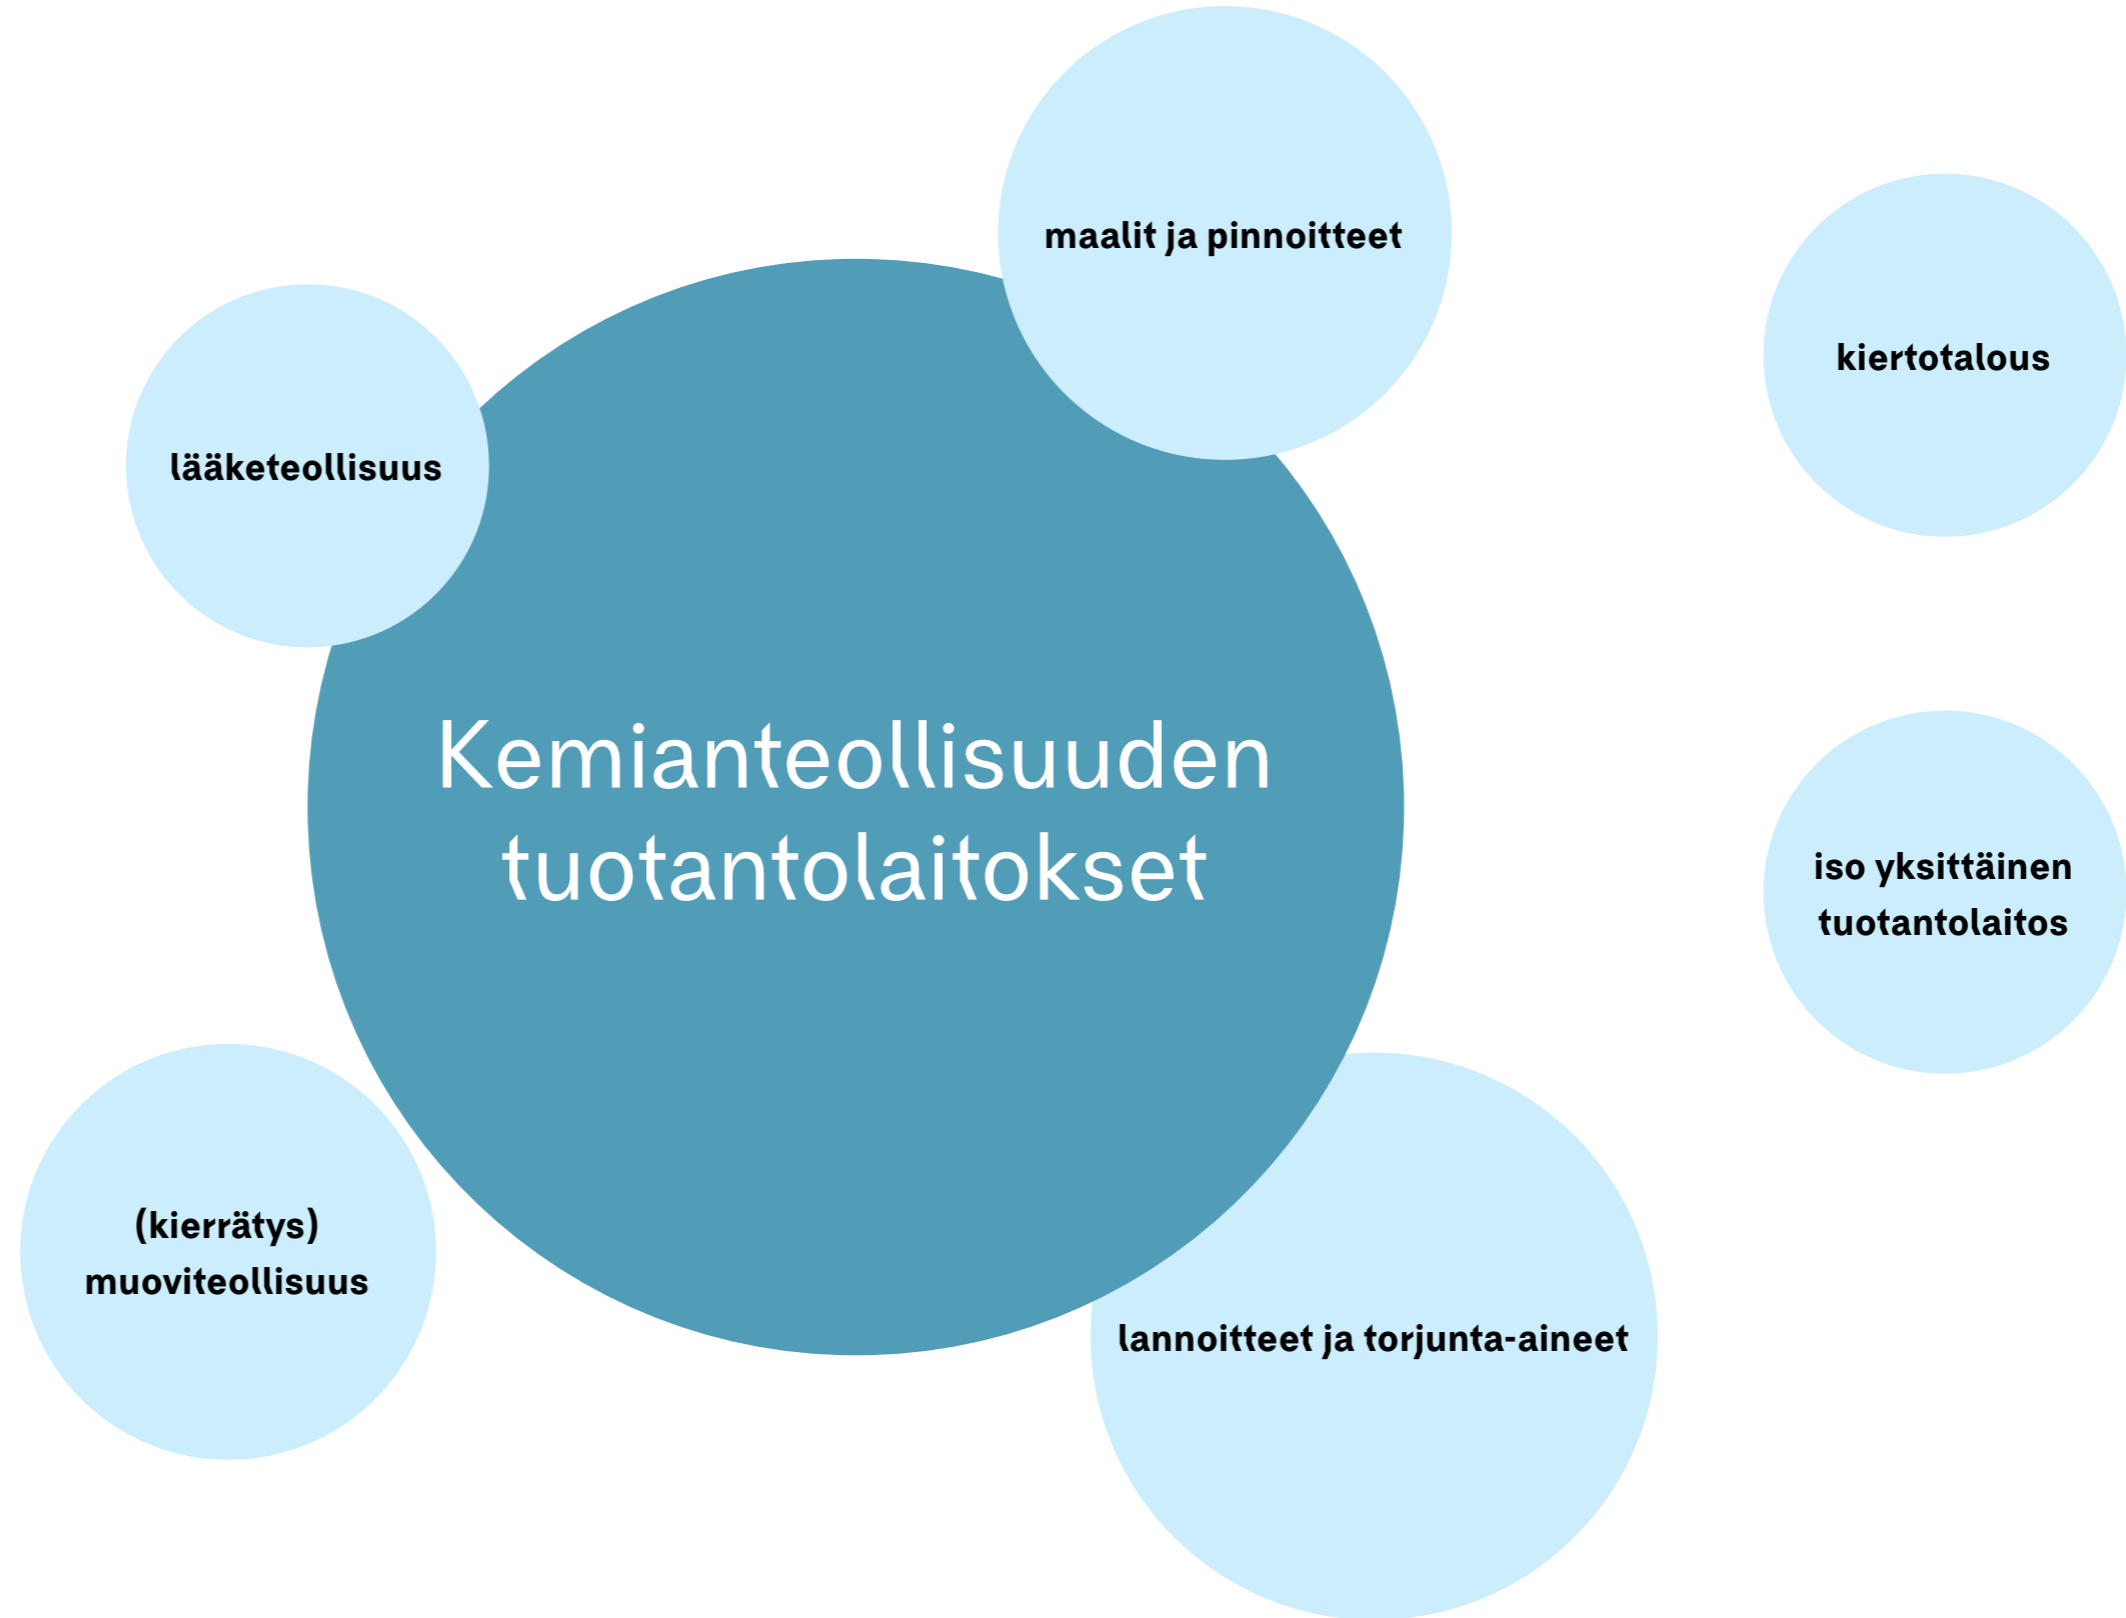 maalit ja pinnoitteet
kiertotalous
lääketeollisuus
Kemianteollisuuden
tuotantolaitokset
iso yksittäinen
tuotantolaitos
(kierrätys)
muoviteollisuus
lannoitteet ja torjunta-aineet